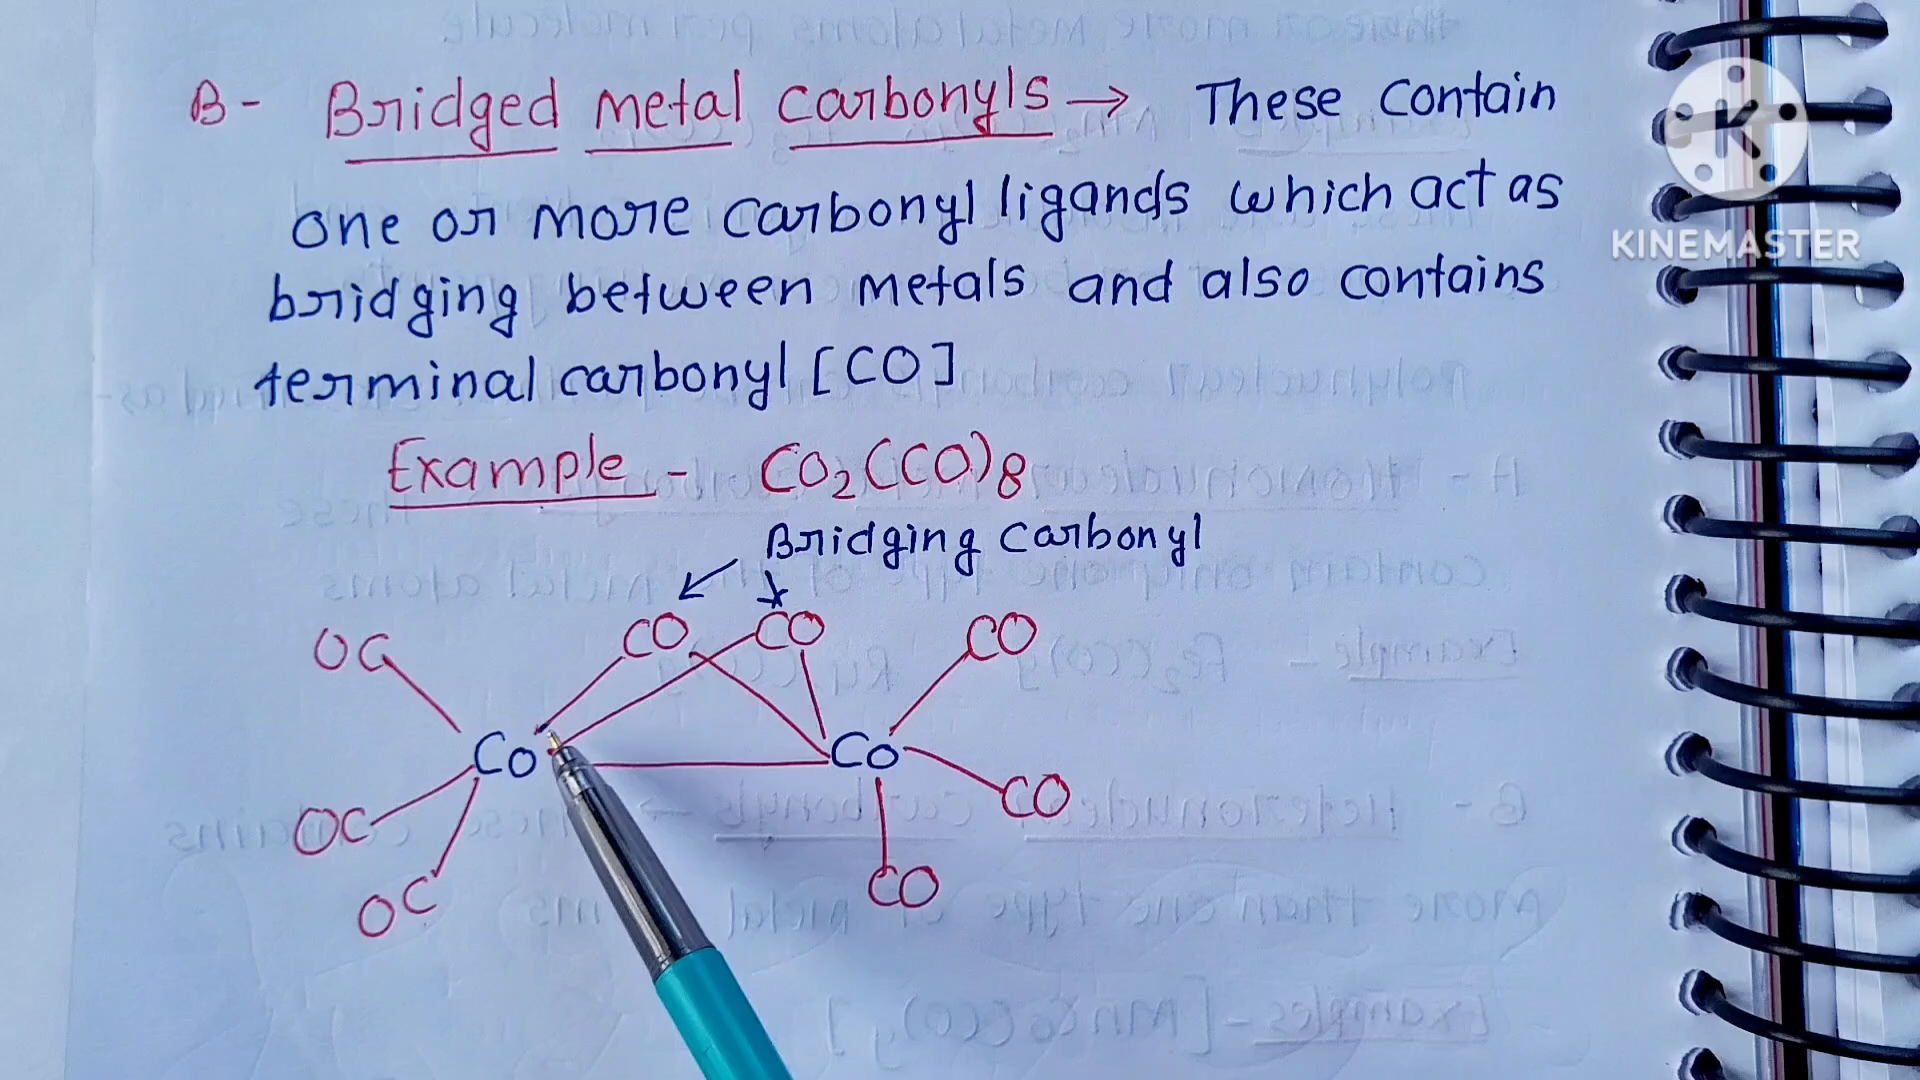 B- Bridged metal carbonyls → These contain
one or more carbonyl ligands which act as
bridging between metals and also contains
terminal carbonyl [CO]
Example - CO2(CO)8
Bridging carbonyl
OC CO CO CO
Co Co
OC CO
OC CO
K
KINEMASTER